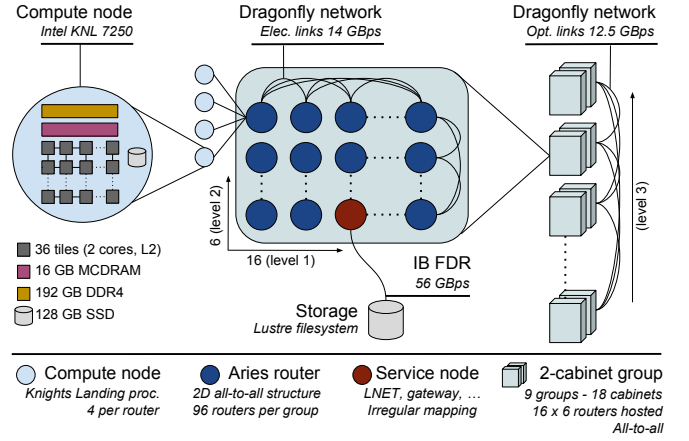 Compute node
Intel KNL 7250
Dragonfly network
Elec. links 14 GBps
Dragonfly network
Opt. links 12.5 GBps
6 (level 2)
16 (level 1)
(level 3)
36 tiles (2 cores, L2)
16 GB MCDRAM
192 GB DDR4
128 GB SSD
IB FDR
56 GBps
Storage
Lustre filesystem
Compute node
Knights Landing proc.
4 per router
Aries router
2D all-to-all structure
96 routers per group
Service node
LNET, gateway, ...
Irregular mapping
2-cabinet group
9 groups - 18 cabinets
16 x 6 routers hosted
All-to-all